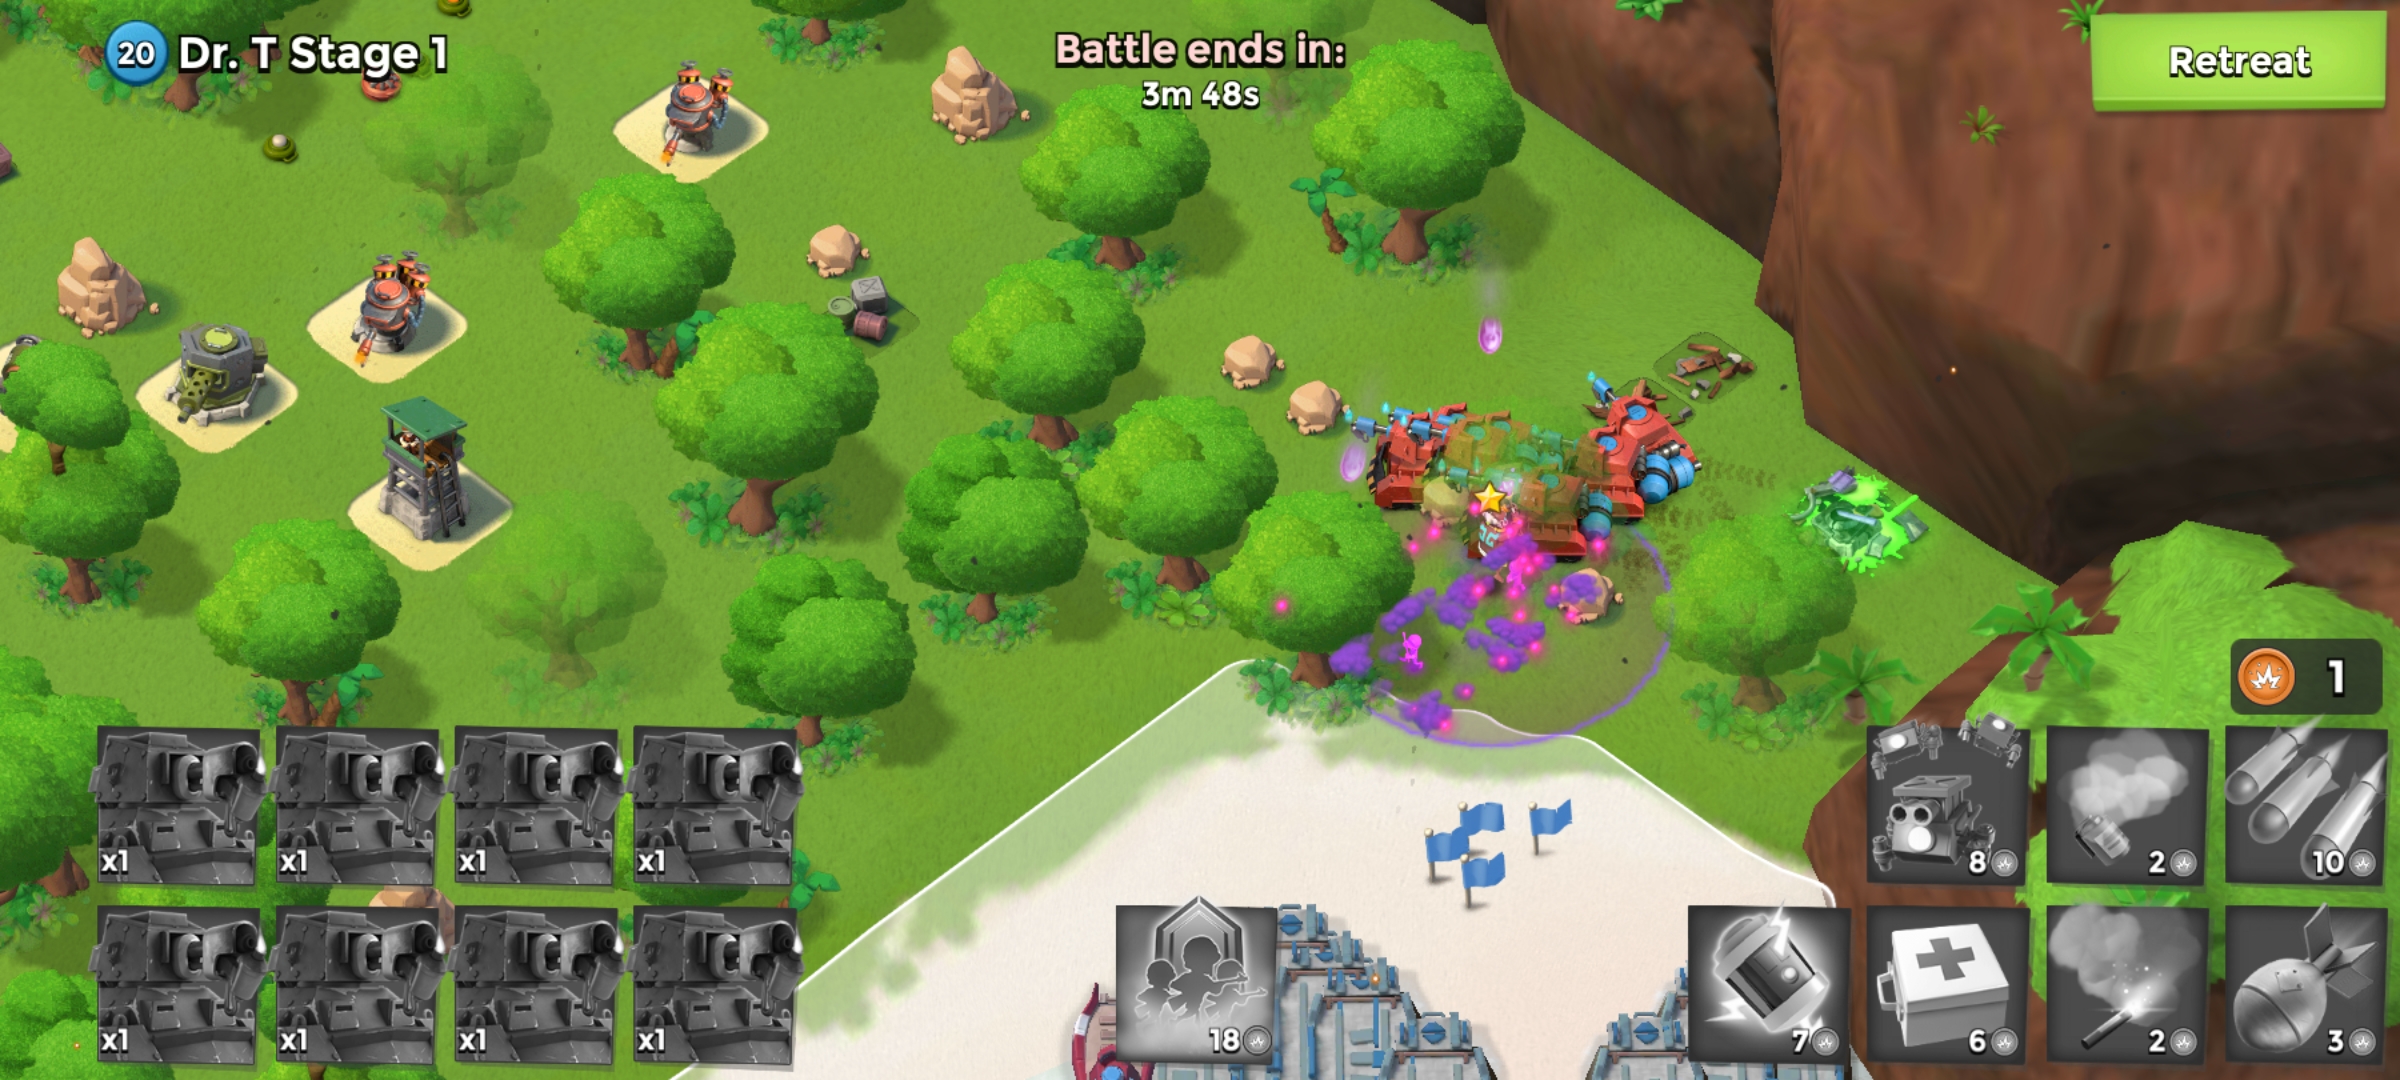 20 Dr. T Stage 1
Battle ends in:
3m 48s
Retreat
1
8
2
10
x1
x1
x1
x1
x1
x1
x1
x1
18
7
6
2
3